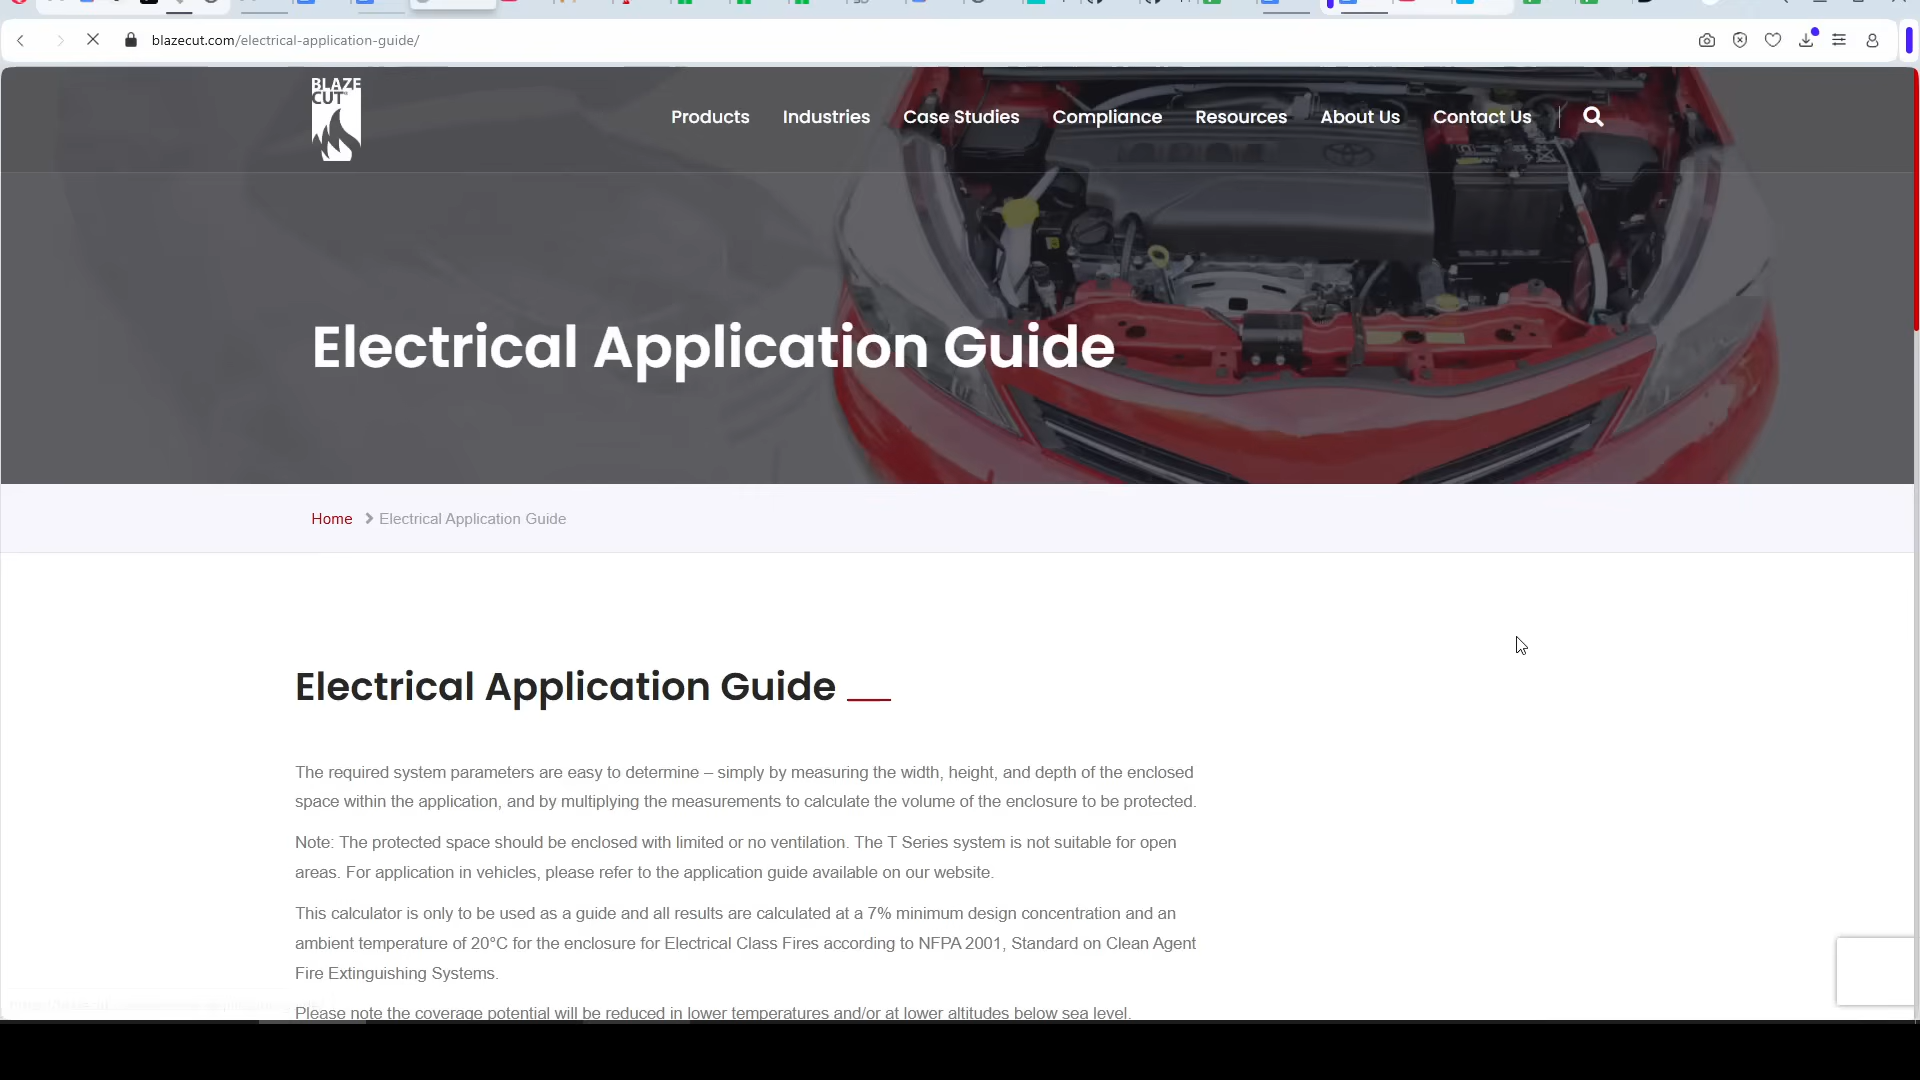 blazecut.com/electrical-application-guide/
BLAZE
CUT
Products Industries Case Studies Compliance Resources About Us Contact Us
Electrical Application Guide
Home Electrical Application Guide
Electrical Application Guide
The required system parameters are easy to determine – simply by measuring the width, height, and depth of the enclosed
space within the application, and by multiplying the measurements to calculate the volume of the enclosure to be protected.
Note: The protected space should be enclosed with limited or no ventilation. The T Series system is not suitable for open
areas. For application in vehicles, please refer to the application guide available on our website.
This calculator is only to be used as a guide and all results are calculated at a 7% minimum design concentration and an
ambient temperature of 20°C for the enclosure for Electrical Class Fires according to NFPA 2001, Standard on Clean Agent
Fire Extinguishing Systems.
Please note the coverage potential will be reduced in lower temperatures and/or at lower altitudes below sea level.